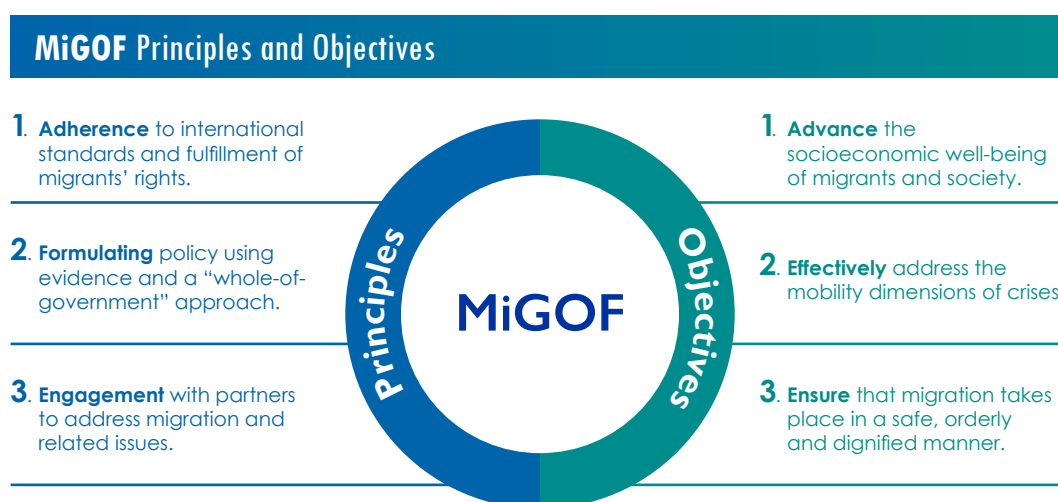 MiGOF Principles and Objectives
1. Adherence to international
standards and fulfillment of
migrants' rights.
2. Formulating policy using
evidence and a “whole-of-
government” approach.
3. Engagement with partners
to address migration and
related issues.
Principles
MiGOF
Objectives
1. Advance the
socioeconomic well-being
of migrants and society.
2. Effectively address the
mobility dimensions of crises
3. Ensure that migration takes
place in a safe, orderly
and dignified manner.